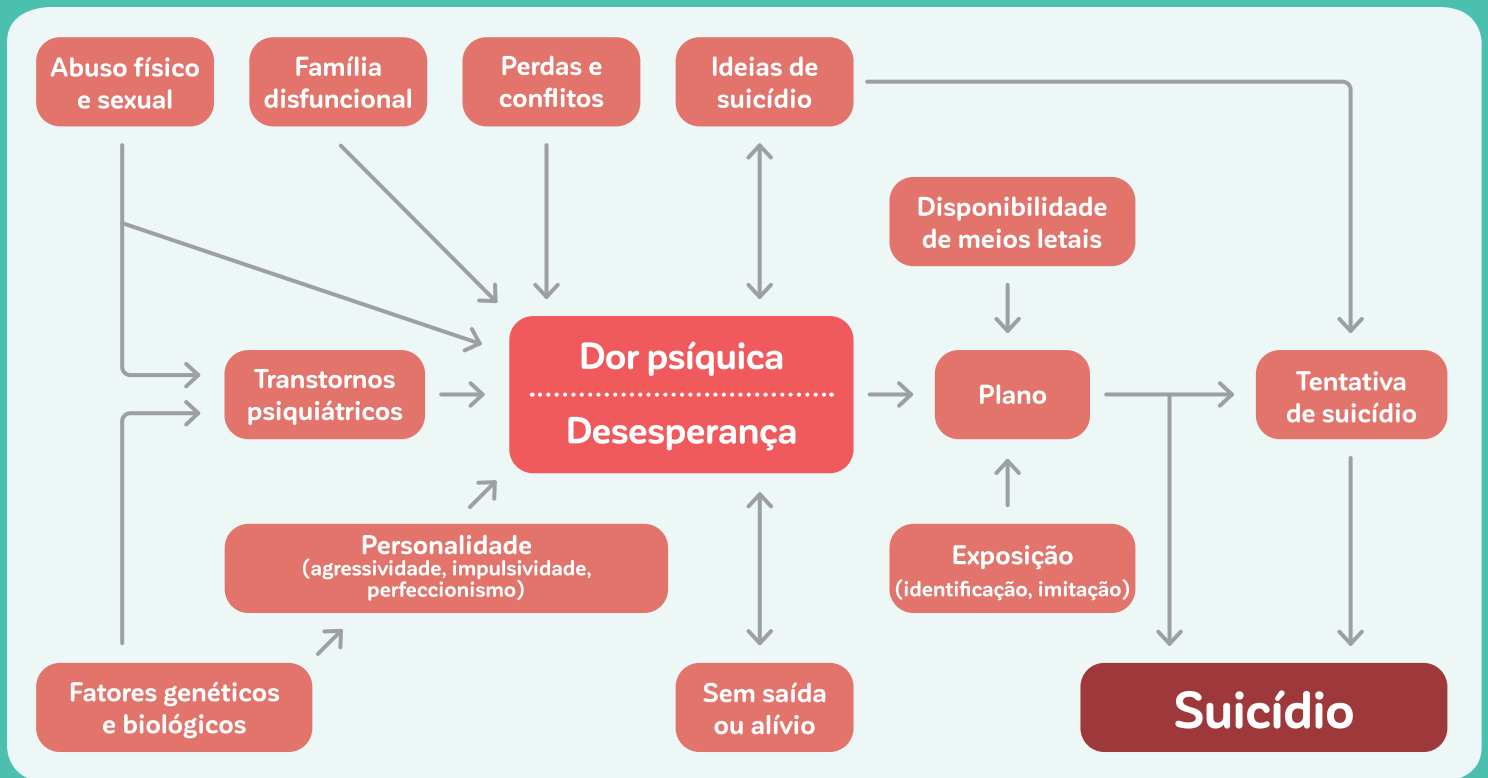 Abuso físico
e sexual
Família
disfuncional
Perdas e
conflitos
Ideias de
suicídio
Disponibilidade
de meios letais
Transtornos
psiquiátricos
Dor psíquica
Desesperança
Plano
Tentativa
de suicídio
Personalidade
(agressividade, impulsividade,
perfeccionismo)
Exposição
(identificação, imitação)
Fatores genéticos
e biológicos
Sem saída
ou alívio
Suicídio